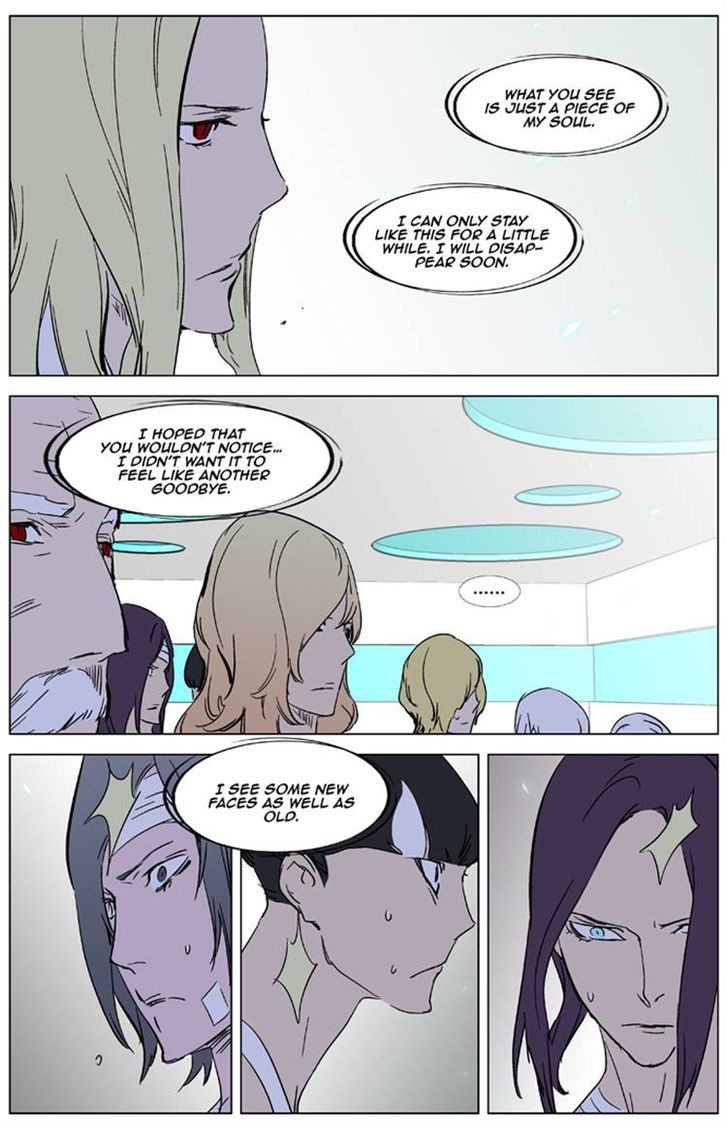 WHAT YOU SEE
IS JUST A PIECE OF
MY SOUL.
I CAN ONLY STAY
LIKE THIS FOR A LITTLE
WHILE. I WILL DISAP-
PEAR SOON.
I HOPED THAT
YOU WOULDN'T NOTICE...
I DIDN'T WANT IT TO
FEEL LIKE ANOTHER
GOODBYE.
......
I SEE SOME NEW
FACES AS WELL AS
OLD.